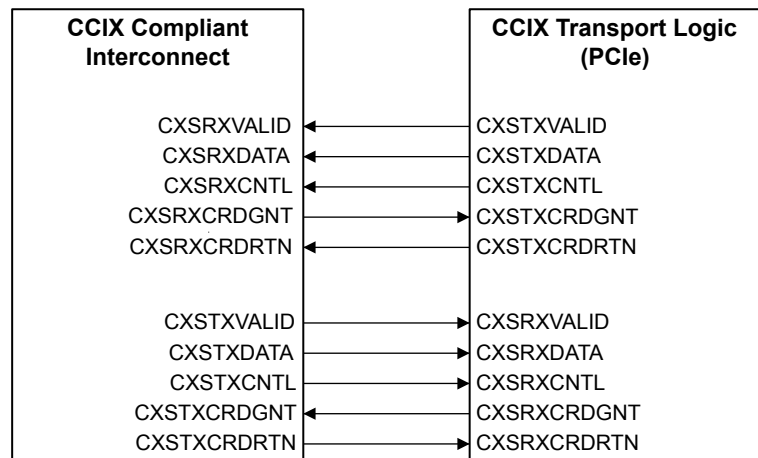 CCIX Compliant
Interconnect
CCIX Transport Logic
(PCIe)
CXSRXVALID
CXSTXVALID
CXSRXDATA
CXSTXDATA
CXSRXCNTL
CXSTXCNTL
CXSRXCRDGNT
CXSTXCRDGNT
CXSRXCRDRTN
CXSTXCRDRTN
CXSTXVALID
CXSRXVALID
CXSTXDATA
CXSRXDATA
CXSTXCNTL
CXSRXCNTL
CXSTXCRDGNT
CXSRXCRDGNT
CXSTXCRDRTN
CXSRXCRDRTN